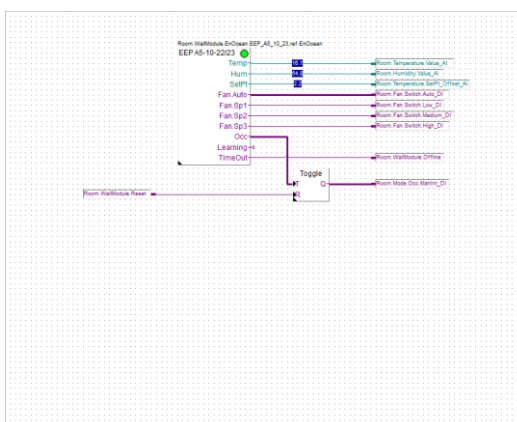 Room.WallModule.EnOcean.EEP_A5_10_23.ref.EnOcean
EEP A5-10-22/23
Temp
Hum
SetPt
Fan.Auto
Fan.Sp1
Fan.Sp2
Fan.Sp3
Occ
Learning
TimeOut
Room.Temperature.Value_AI
Room.Humidity.Value_AI
Room.Temperature.SetPt_Offset_AI
Room.Fan.Switch.Auto_DI
Room.Fan.Switch.Low_DI
Room.Fan.Switch.Medium_DI
Room.Fan.Switch.High_DI
Room.WallModule.Offline
Toggle
T Q
R
Room.Mode.Occ.ManInt_DI
Room.WallModule.Reset